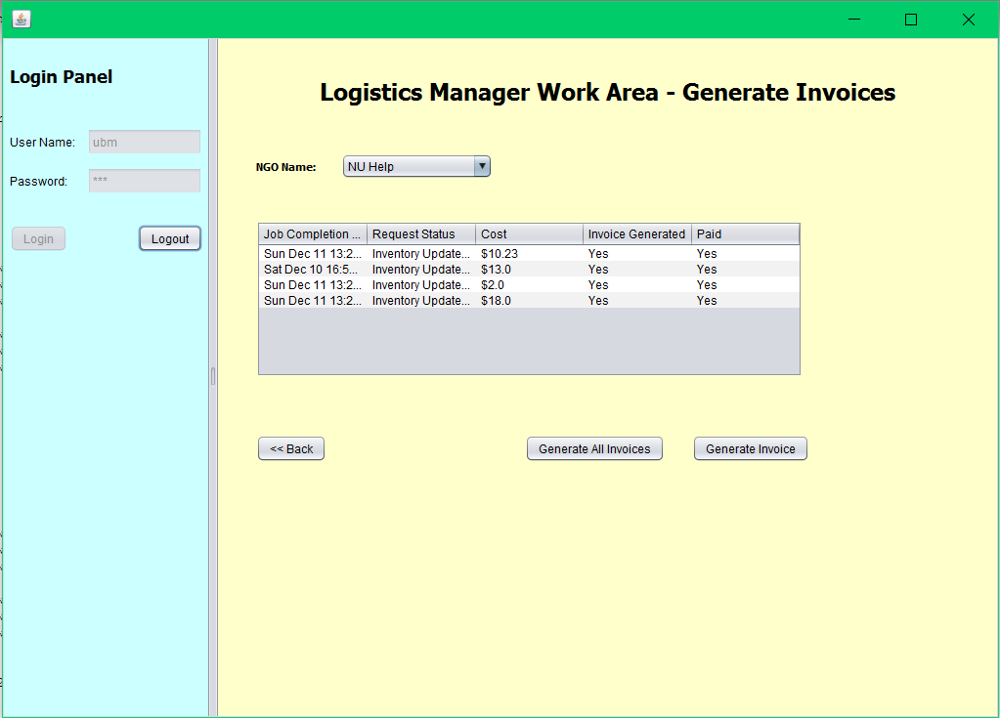 Login Panel
User Name: ubm
Password: ***
Login Logout
Logistics Manager Work Area - Generate Invoices
NGO Name: NU Help
Job Completion ... Request Status Cost Invoice Generated Paid
Sun Dec 11 13:2... Inventory Update... $10.23 Yes Yes
Sat Dec 10 16:5... Inventory Update... $13.0 Yes Yes
Sun Dec 11 13:2... Inventory Update... $2.0 Yes Yes
Sun Dec 11 13:2... Inventory Update... $18.0 Yes Yes
<< Back Generate All Invoices Generate Invoice